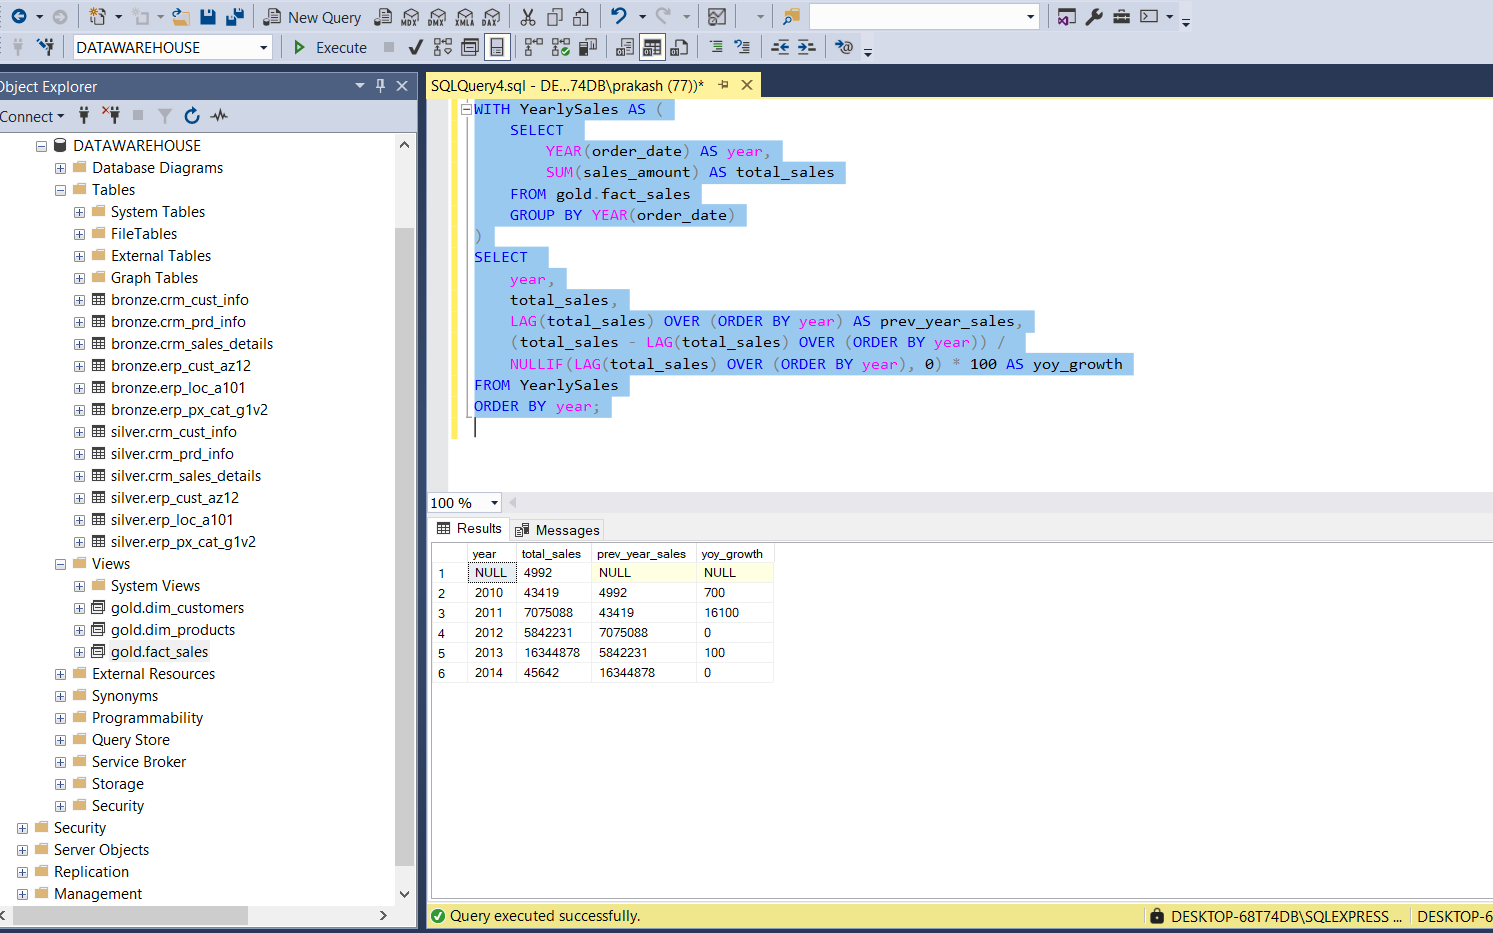 New Query
MDX
DMX
XMLA
DAX
DATAWAREHOUSE
Execute
Object Explorer
Connect
DATAWAREHOUSE
Database Diagrams
Tables
System Tables
FileTables
External Tables
Graph Tables
bronze.crm_cust_info
bronze.crm_prd_info
bronze.crm_sales_details
bronze.erp_cust_az12
bronze.erp_loc_a101
bronze.erp_px_cat_g1v2
silver.crm_cust_info
silver.crm_prd_info
silver.crm_sales_details
silver.erp_cust_az12
silver.erp_loc_a101
silver.erp_px_cat_g1v2
Views
System Views
gold.dim_customers
gold.dim_products
gold.fact_sales
External Resources
Synonyms
Programmability
Query Store
Service Broker
Storage
Security
Security
Server Objects
Replication
Management
SQLQuery4.sql - DE...74DB\prakash (77))*
WITH YearlySales AS (
SELECT
YEAR(order_date) AS year,
SUM(sales_amount) AS total_sales
FROM gold.fact_sales
GROUP BY YEAR(order_date)
)
SELECT
year,
total_sales,
LAG(total_sales) OVER (ORDER BY year) AS prev_year_sales,
(total_sales - LAG(total_sales) OVER (ORDER BY year)) /
NULLIF(LAG(total_sales) OVER (ORDER BY year), 0) * 100 AS yoy_growth
FROM YearlySales
ORDER BY year;
100 %
Results Messages
year total_sales prev_year_sales yoy_growth
1 NULL 4992 NULL NULL
2 2010 43419 4992 700
3 2011 7075088 43419 16100
4 2012 5842231 7075088 0
5 2013 16344878 5842231 100
6 2014 45642 16344878 0
Query executed successfully.
DESKTOP-68T74DB\SQLEXPRESS ... DESKTOP-6